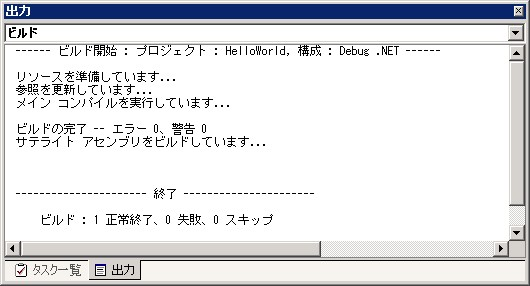 出力
ビルド
------ ビルド開始 : プロジェクト : HelloWorld, 構成 : Debug .NET ------
リソースを準備しています...
参照を更新しています...
メイン コンパイルを実行しています...
ビルドの完了 -- エラー 0、警告 0
サテライト アセンブリをビルドしています...
---------------------- 終了 ----------------------
ビルド : 1 正常終了、0 失敗、0 スキップ
タスク一覧 出力